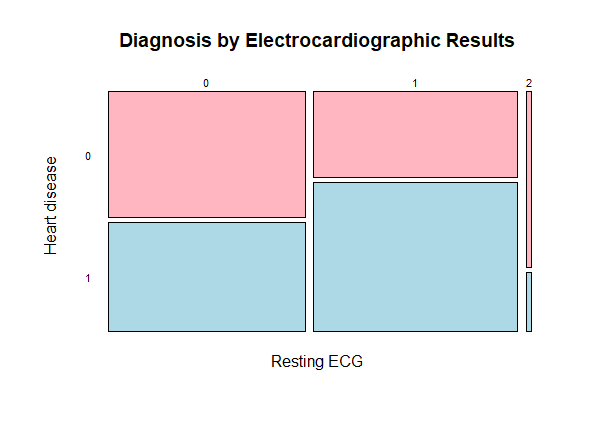 Diagnosis by Electrocardiographic Results
0 1 2
Heart disease
0
1
Resting ECG